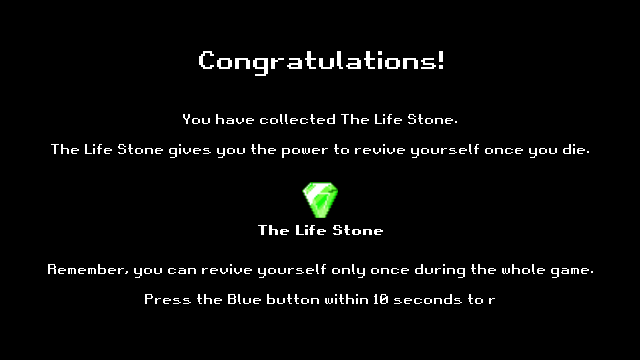 Congratulations!
You have collected The Life Stone.
The Life Stone gives you the power to revive yourself once you die.
The Life Stone
Remember, you can revive yourself only once during the whole game.
Press the Blue button within 10 seconds to r